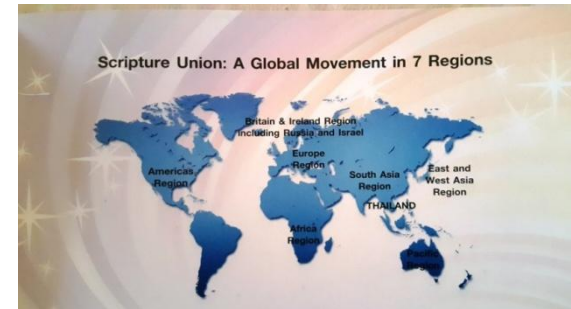 Scripture Union: A Global Movement in 7 Regions
Britain & Ireland Region
including Russia and Israel
Europe
Region
Americas
Region
South Asia
Region
East and
West Asia
Region
THAILAND
Africa
Region
Pacific
Region